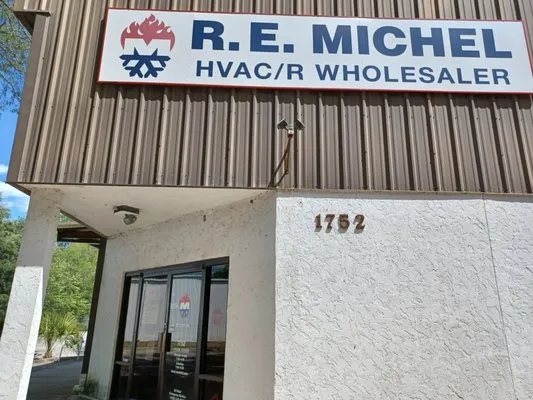 R.E. MICHEL
HVAC/R WHOLESALER
1752